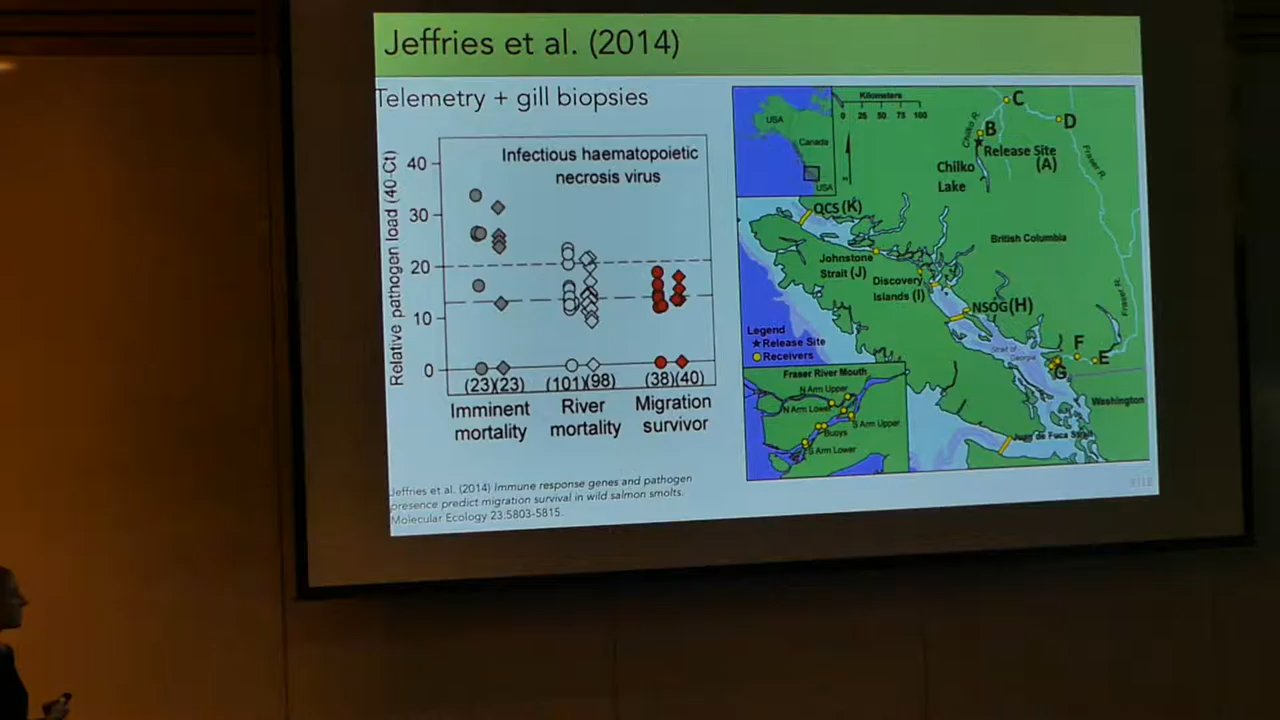 Jeffries et al. (2014)
Telemetry + gill biopsies
Relative pathogen load (40-Ct)
Infectious haematopoietic
necrosis virus
40
30
20
10
0
(23)(23) (101)(98) (38)(40)
Imminent
mortality
River
mortality
Migration
survivor
Jeffries et al. (2014) Immune response genes and pathogen
presence predict migration survival in wild salmon smolts.
Molecular Ecology 23:5803-5815.
USA
Canada
USA
Kilometers
0 25 50 75 100
C
D
B
Chilko R.
Release Site
(A)
Fraser R.
Chilko
Lake
QCS (K)
British Columbia
Johnstone
Strait (J)
Discovery
Islands (I)
NSOG (H)
Fraser R.
Strait of
Georgia
F
E
G
Legend
Release Site
Receivers
Washington
Juan de Fuca Strait
Fraser River Mouth
N Arm Upper
N Arm Lower
S Arm Upper
Buoys
S Arm Lower